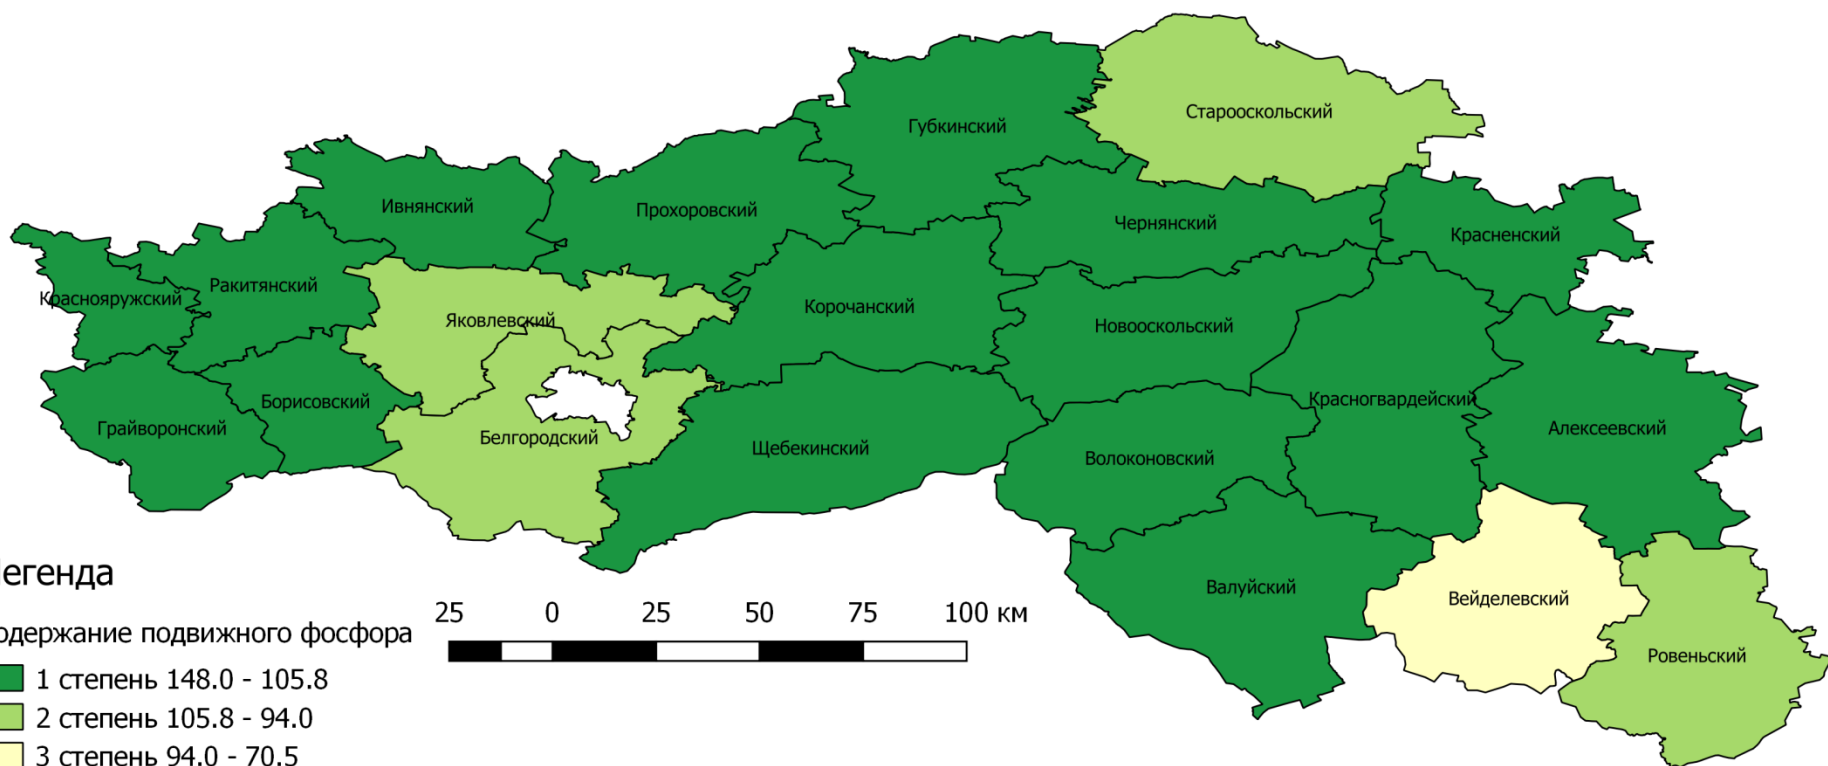 Старооскольский
Губкинский
Ивнянский
Прохоровский
Чернянский
Красненский
Краснояружский
Ракитянский
Яковлевский
Корочанский
Новооскольский
Грайворонский
Борисовский
Белгородский
Щебекинский
Волоконовский
Красногвардейский
Алексеевский
Валуйский
Вейделевский
Ровеньский
Легенда
одержание подвижного фосфора
1 степень 148.0 - 105.8
2 степень 105.8 - 94.0
3 степень 94.0 - 70.5
25 0 25 50 75 100 км